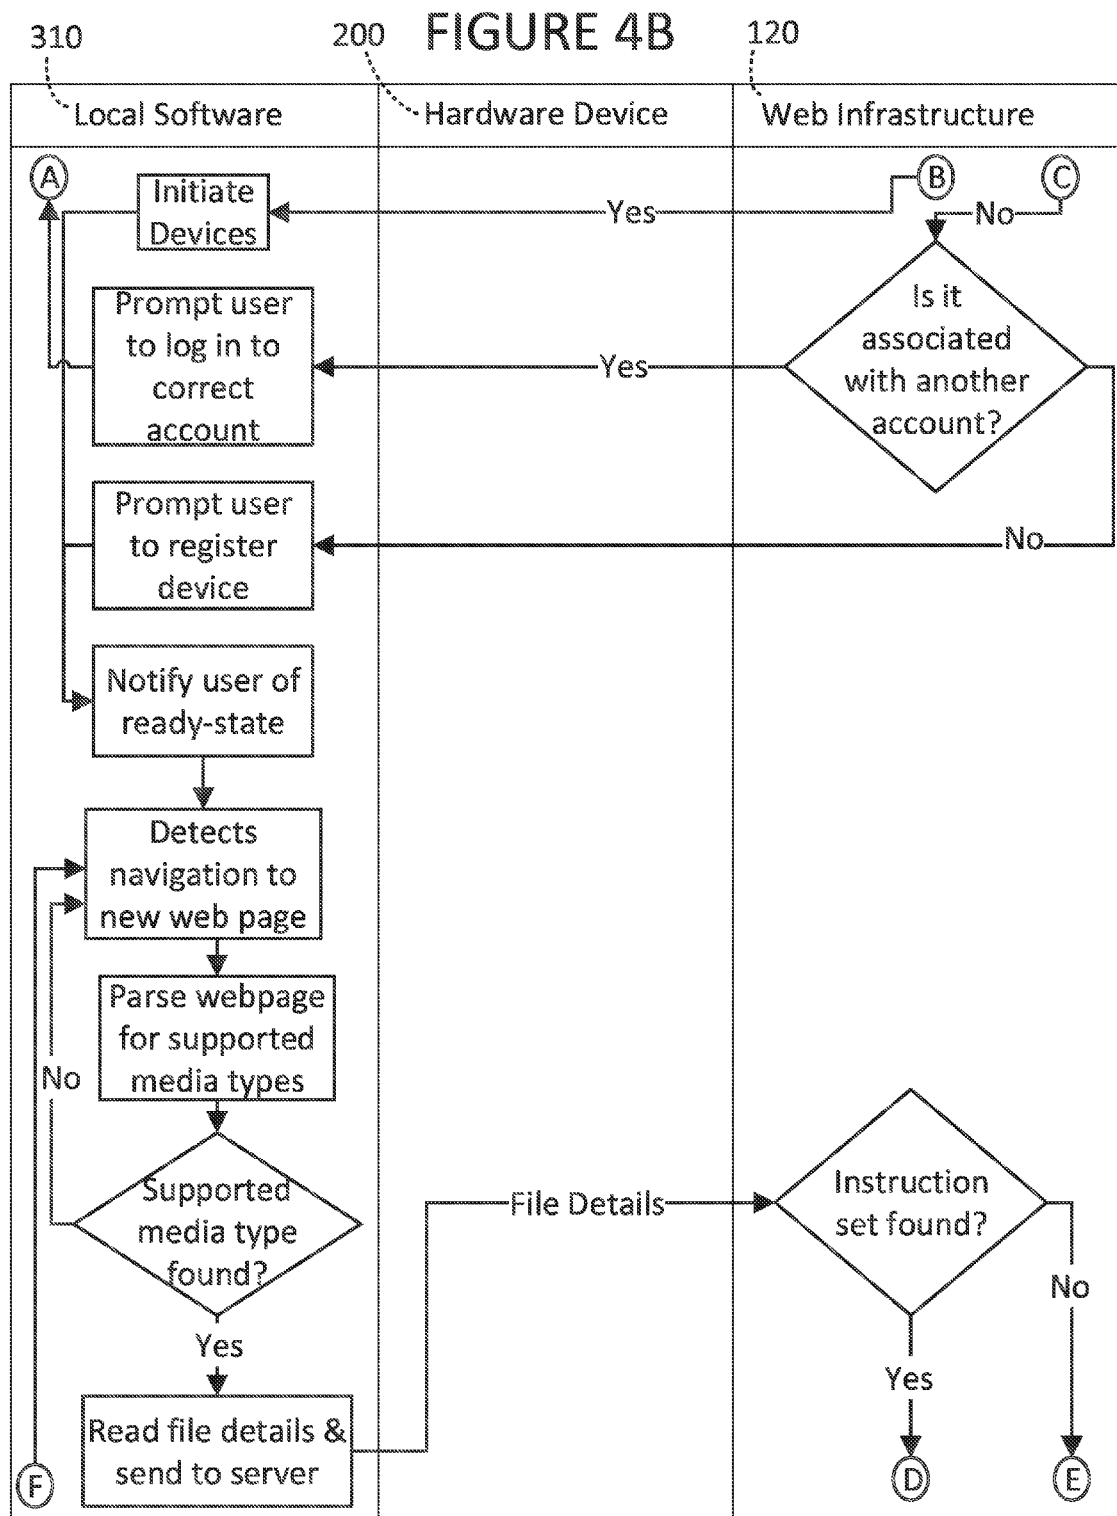 FIGURE 4B
310
200
120
Local Software
Hardware Device
Web Infrastructure
A
Initiate
Devices
Yes
B
C
No
Is it
associated
with another
account?
Prompt user
to log in to
correct
account
Yes
Prompt user
to register
device
No
Notify user of
ready-state
Detects
navigation to
new web page
Parse webpage
for supported
media types
No
Supported
media type
found?
File Details
Instruction
set found?
No
Yes
Yes
Read file details &
send to server
F
D
E